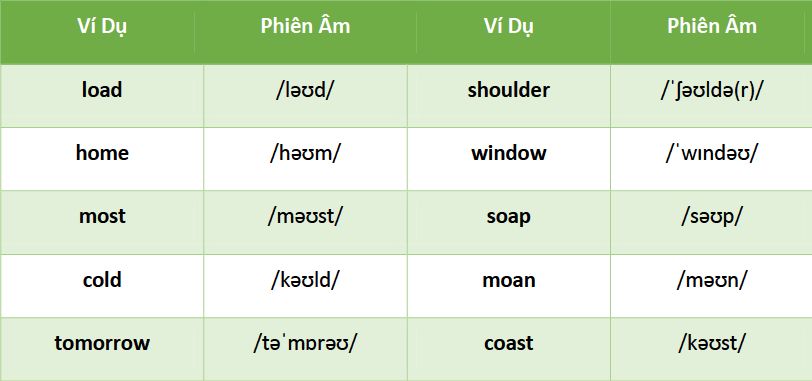 Ví Dụ Phiên Âm Ví Dụ Phiên Âm
load /ləʊd/ shoulder /ˈʃəʊldə(r)/
home /həʊm/ window /ˈwɪndəʊ/
most /məʊst/ soap /səʊp/
cold /kəʊld/ moan /məʊn/
tomorrow /təˈmɒrəʊ/ coast /kəʊst/